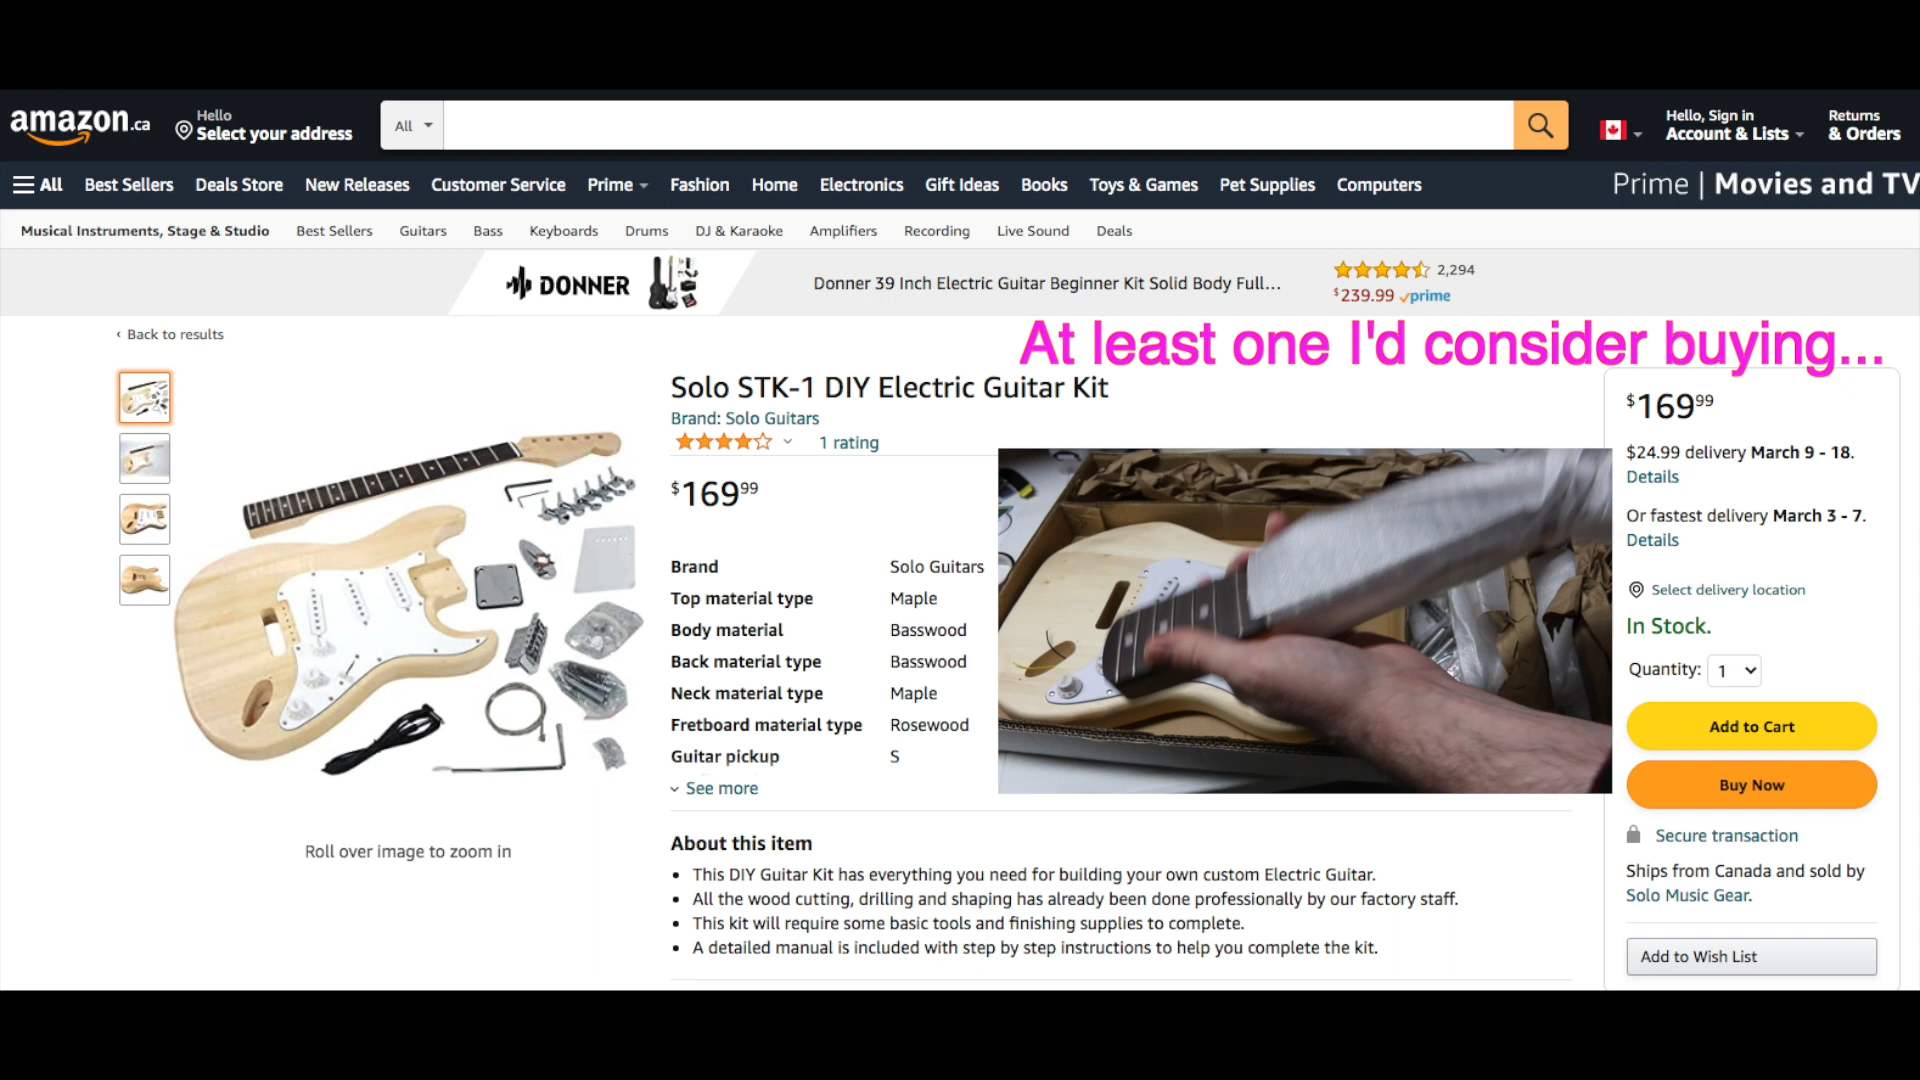 amazon.ca
Hello
Select your address
All
Hello, Sign in
Account & Lists
Returns
& Orders
All Best Sellers Deals Store New Releases Customer Service Prime Fashion Home Electronics Gift Ideas Books Toys & Games Pet Supplies Computers Prime | Movies and TV
Musical Instruments, Stage & Studio Best Sellers Guitars Bass Keyboards Drums DJ & Karaoke Amplifiers Recording Live Sound Deals
DONNER
Donner 39 Inch Electric Guitar Beginner Kit Solid Body Full...
2,294
$239.99 prime
‹ Back to results
At least one I'd consider buying...
Solo STK-1 DIY Electric Guitar Kit
Brand: Solo Guitars
1 rating
$169.99
Brand Solo Guitars
Top material type Maple
Body material Basswood
Back material type Basswood
Neck material type Maple
Fretboard material type Rosewood
Guitar pickup S
See more
Roll over image to zoom in
About this item
• This DIY Guitar Kit has everything you need for building your own custom Electric Guitar.
• All the wood cutting, drilling and shaping has already been done professionally by our factory staff.
• This kit will require some basic tools and finishing supplies to complete.
• A detailed manual is included with step by step instructions to help you complete the kit.
$169.99
$24.99 delivery March 9 - 18.
Details
Or fastest delivery March 3 - 7.
Details
Select delivery location
In Stock.
Quantity: 1
Add to Cart
Buy Now
Secure transaction
Ships from Canada and sold by
Solo Music Gear.
Add to Wish List